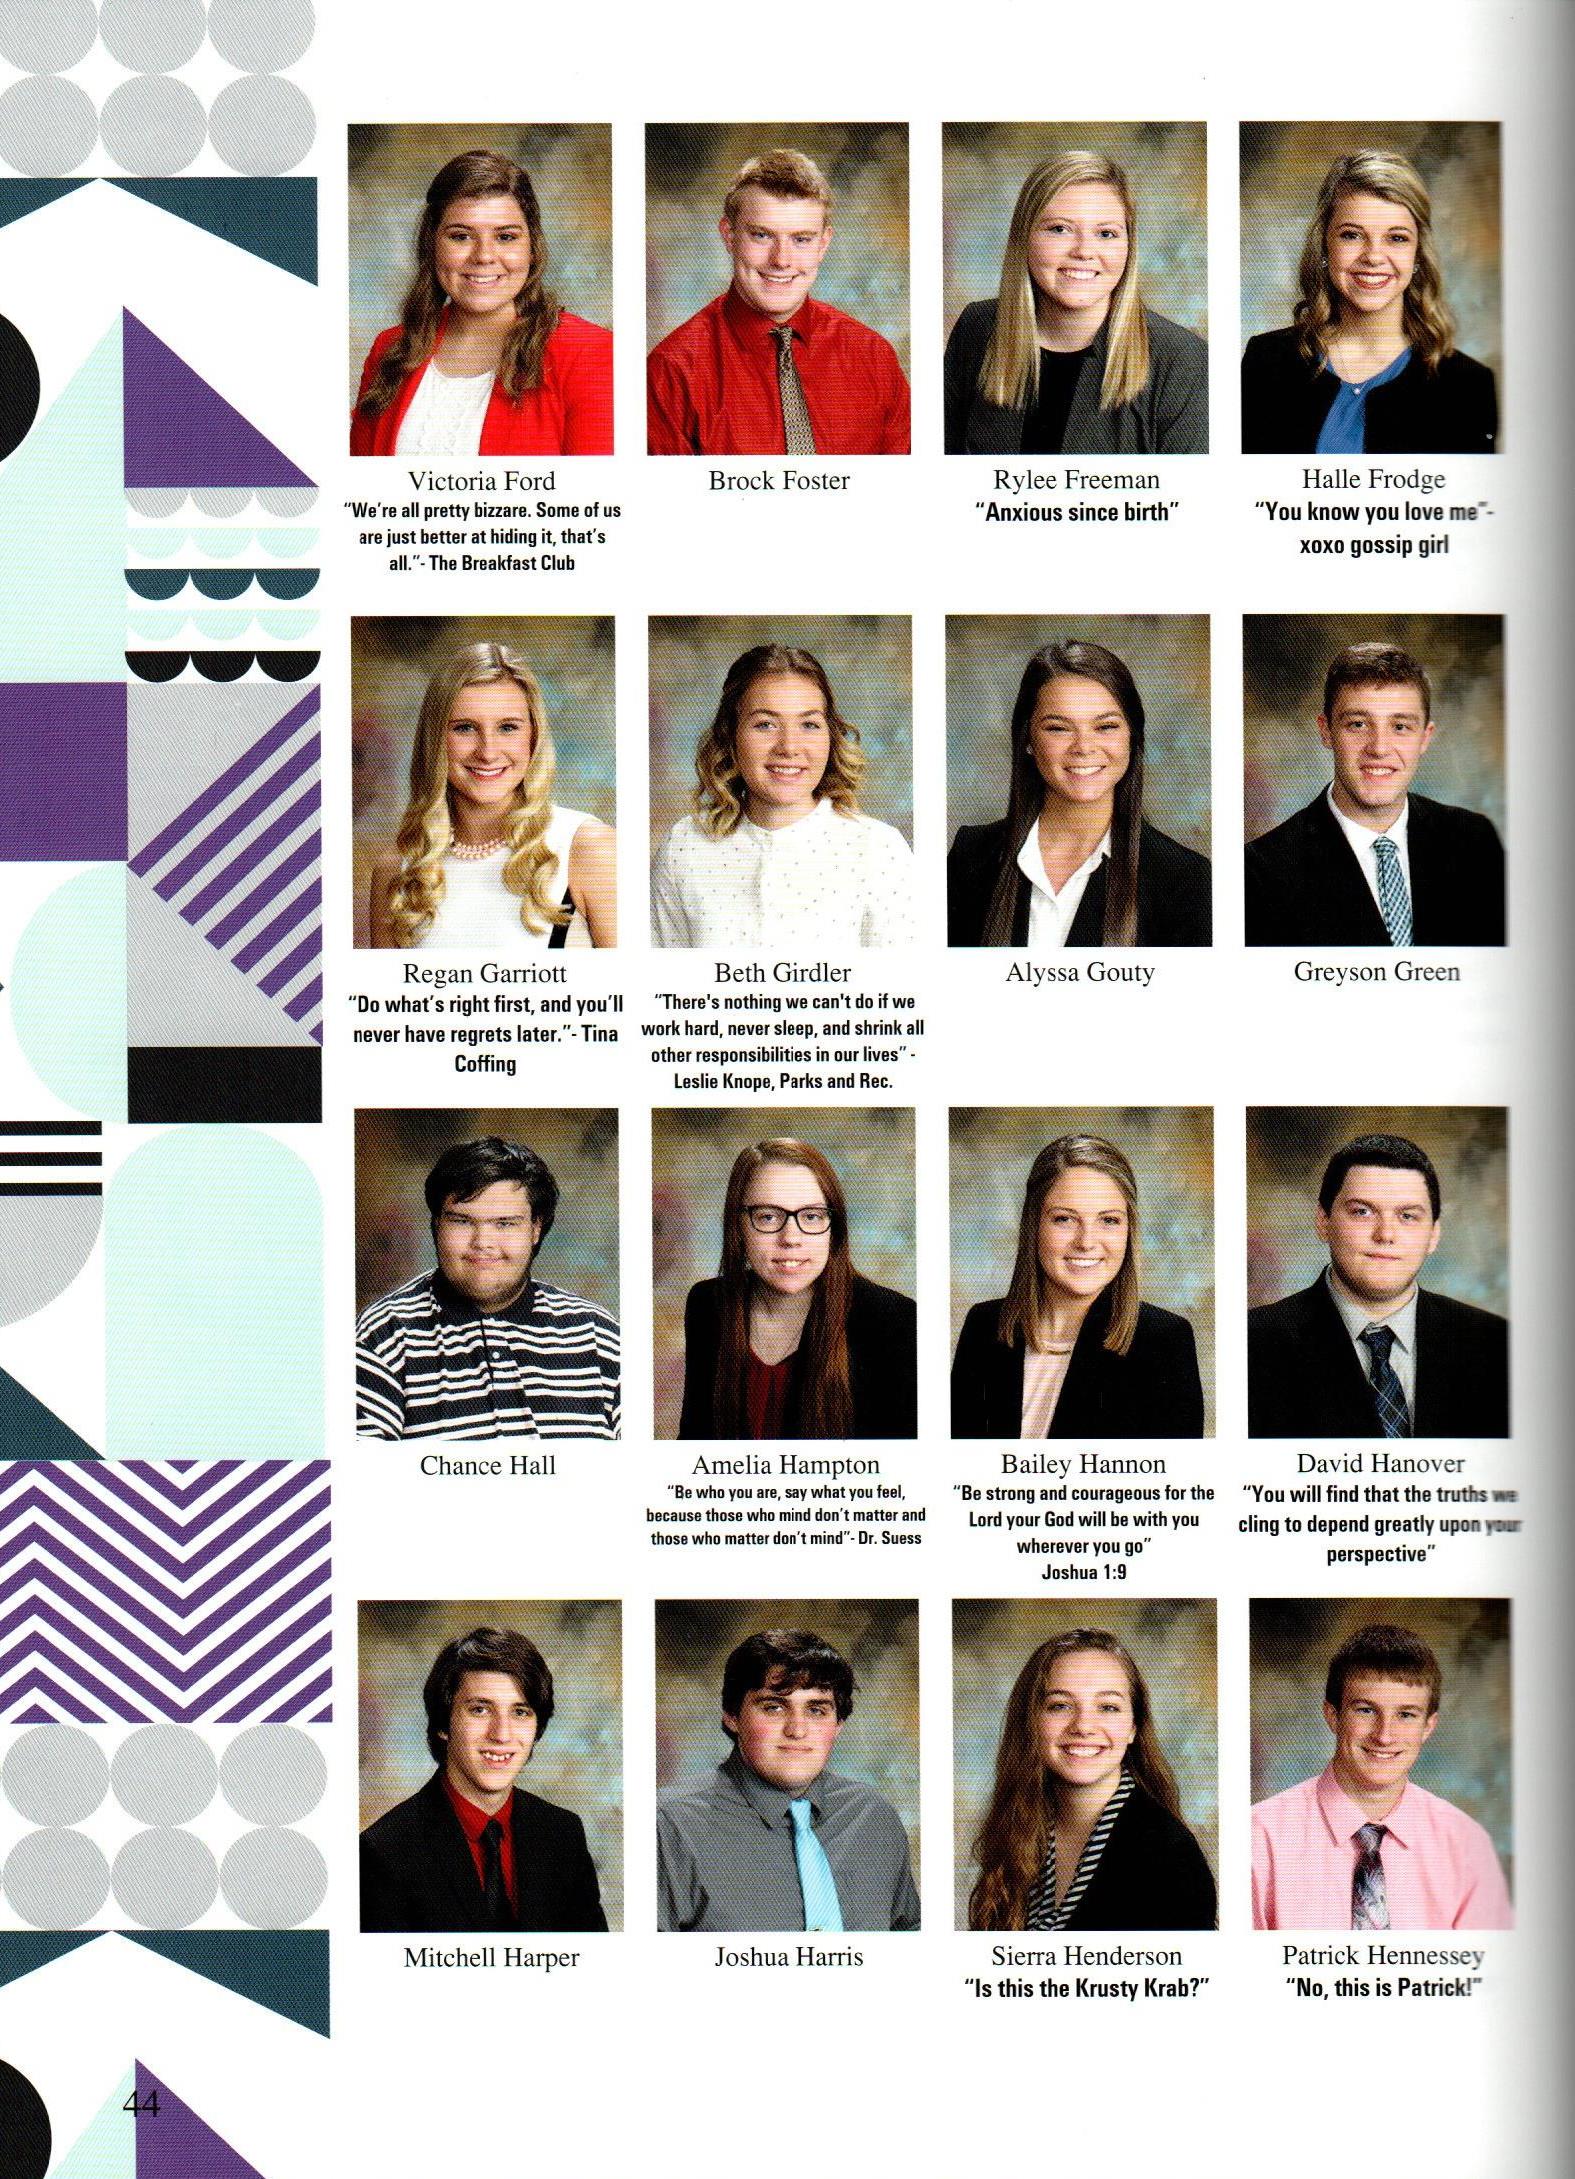 Victoria Ford
"We're all pretty bizzare. Some of us
are just better at hiding it, that's
all."- The Breakfast Club
Brock Foster
Rylee Freeman
"Anxious since birth"
Halle Frodge
"You know you love me"-
xoxo gossip girl
Regan Garriott
"Do what's right first, and you'll
never have regrets later."- Tina
Coffing
Beth Girdler
"There's nothing we can't do if we
work hard, never sleep, and shrink all
other responsibilities in our lives" -
Leslie Knope, Parks and Rec.
Alyssa Gouty
Greyson Green
Chance Hall
Amelia Hampton
"Be who you are, say what you feel,
because those who mind don't matter and
those who matter don't mind"- Dr. Suess
Bailey Hannon
"Be strong and courageous for the
Lord your God will be with you
wherever you go"
Joshua 1:9
David Hanover
"You will find that the truths we
cling to depend greatly upon your
perspective"
Mitchell Harper
Joshua Harris
Sierra Henderson
"Is this the Krusty Krab?"
Patrick Hennessey
"No, this is Patrick!"
44